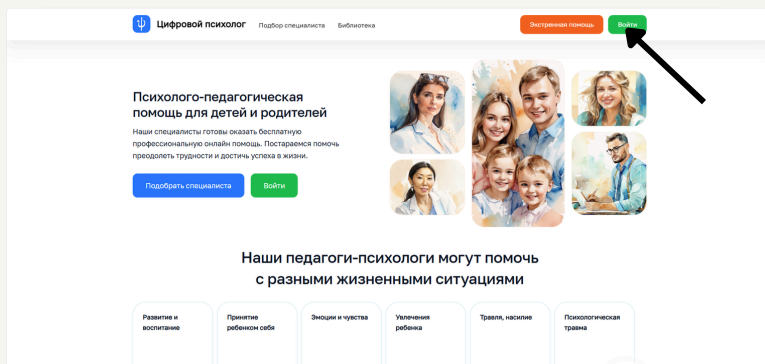 Цифровой психолог
Подбор специалиста
Библиотека
Экстренная помощь
Войти
Психолого-педагогическая
помощь для детей и родителей
Наши специалисты готовы оказать бесплатную
профессиональную онлайн помощь. Постараемся помочь
преодолеть трудности и достичь успеха в жизни.
Подобрать специалиста
Войти
Наши педагоги-психологи могут помочь
с разными жизненными ситуациями
Развитие и
воспитание
Принятие
ребенком себя
Эмоции и чувства
Увлечения
ребенка
Травля, насилие
Психологическая
травма